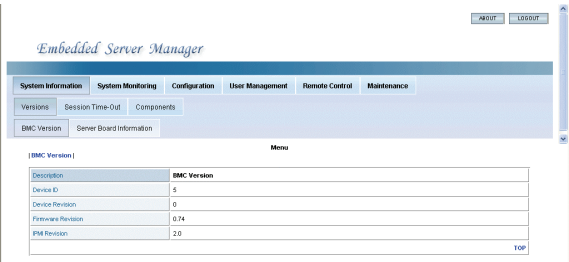 ABOUT LOGOUT
Embedded Server Manager
System Information System Monitoring Configuration User Management Remote Control Maintenance
Versions Session Time-Out Components
BMC Version Server Board Information
Menu
|BMC Version|
Description BMC Version
Device ID 5
Device Revision 0
Firmware Revision 0.74
IPMI Revision 2.0
TOP